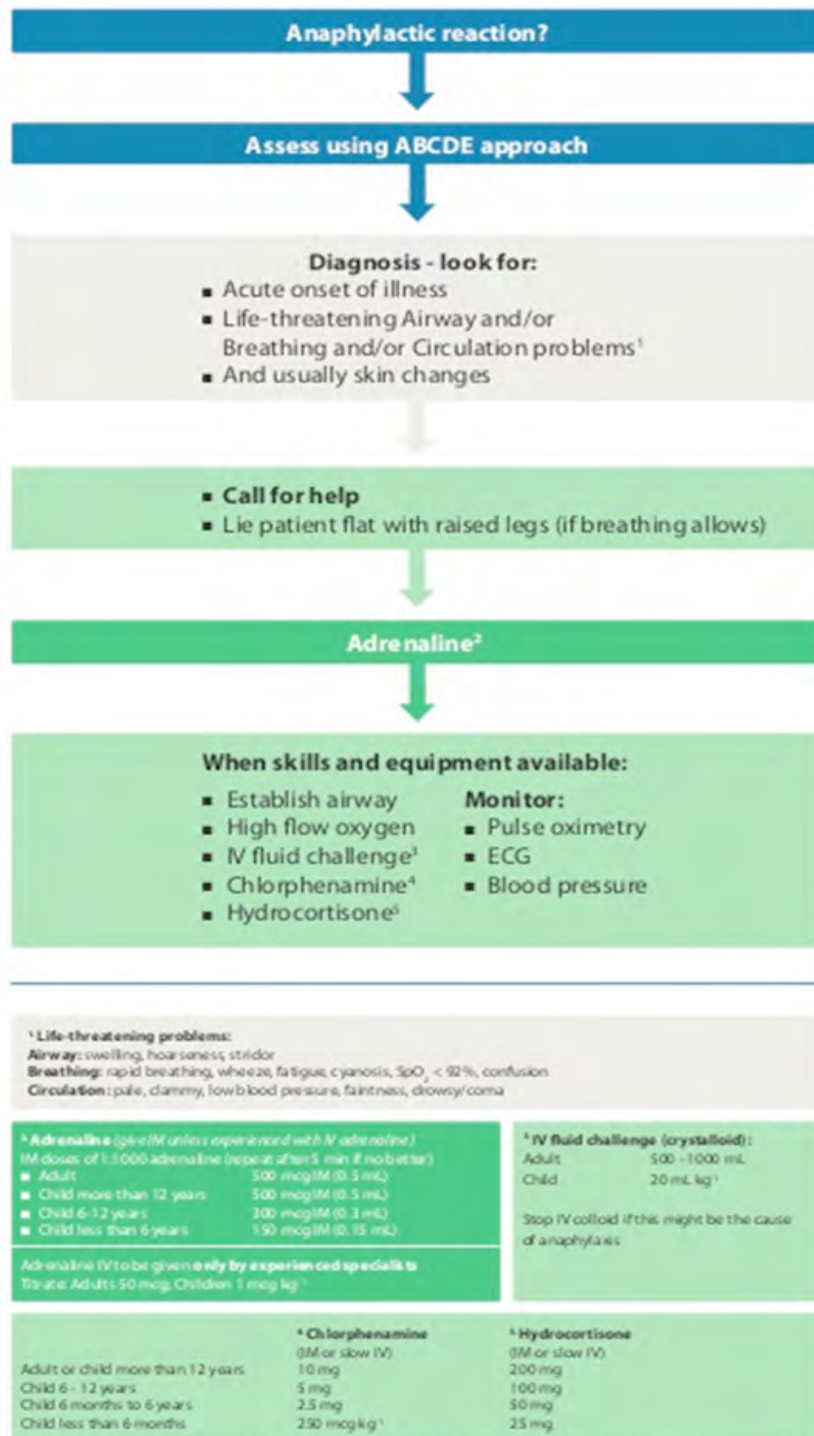 Anaphylactic reaction?
Assess using ABCDE approach
Diagnosis - look for:
▪ Acute onset of illness
▪ Life-threatening Airway and/or
Breathing and/or Circulation problems¹
▪ And usually skin changes
▪ Call for help
▪ Lie patient flat with raised legs (if breathing allows)
Adrenaline²
When skills and equipment available:
▪ Establish airway
▪ High flow oxygen
▪ IV fluid challenge³
▪ Chlorphenamine⁴
▪ Hydrocortisone⁵
Monitor:
▪ Pulse oximetry
▪ ECG
▪ Blood pressure
¹ Life-threatening problems:
Airway: swelling, hoarseness, stridor
Breathing: rapid breathing, wheeze, fatigue, cyanosis, SpO₂ < 92%, confusion
Circulation: pale, clammy, low blood pressure, faintness, drowsy/coma
² Adrenaline (give IM unless experienced with IV adrenaline)
IM doses of 1:1000 adrenaline (repeat after 5 min if no better)
▪ Adult 500 mcg IM (0.5 mL)
▪ Child more than 12 years 500 mcg IM (0.5 mL)
▪ Child 6-12 years 300 mcg IM (0.3 mL)
▪ Child less than 6 years 150 mcg IM (0.15 mL)
Adrenaline IV to be given only by experienced specialists
Titrate: Adults 50 mcg; Children 1 mcg kg⁻¹
³ IV fluid challenge (crystalloid):
Adult 500 - 1000 mL
Child 20 mL kg⁻¹
Stop IV colloid if this might be the cause
of anaphylaxis
⁴ Chlorphenamine ⁵ Hydrocortisone
(IM or slow IV) (IM or slow IV)
Adult or child more than 12 years 10 mg 200 mg
Child 6 - 12 years 5 mg 100 mg
Child 6 months to 6 years 2.5 mg 50 mg
Child less than 6 months 250 mcg kg⁻¹ 25 mg